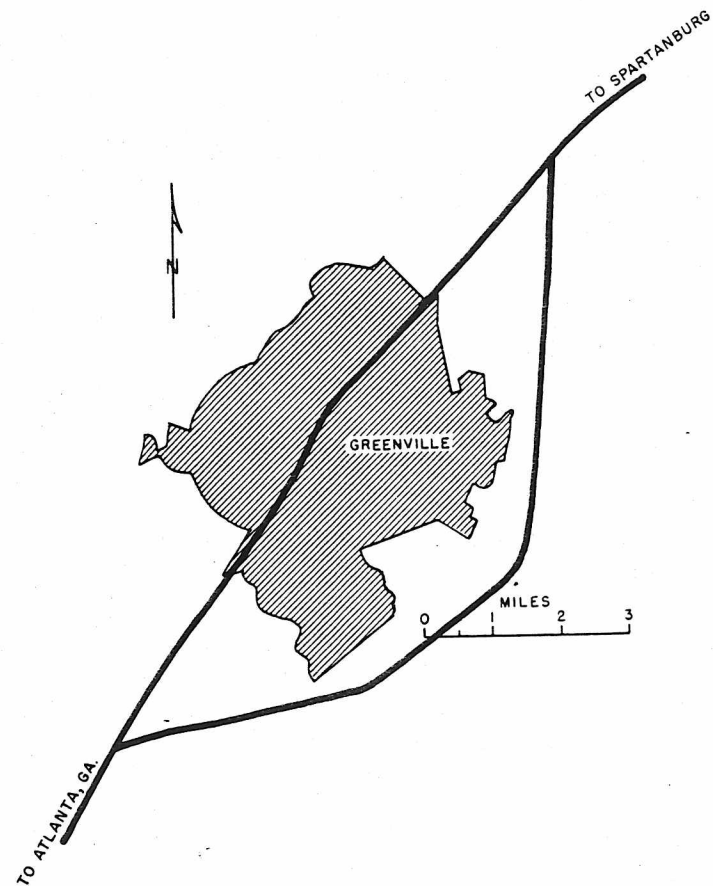 TO SPARTANBURG
N
GREENVILLE
MILES
0 1 2 3
TO ATLANTA, GA.